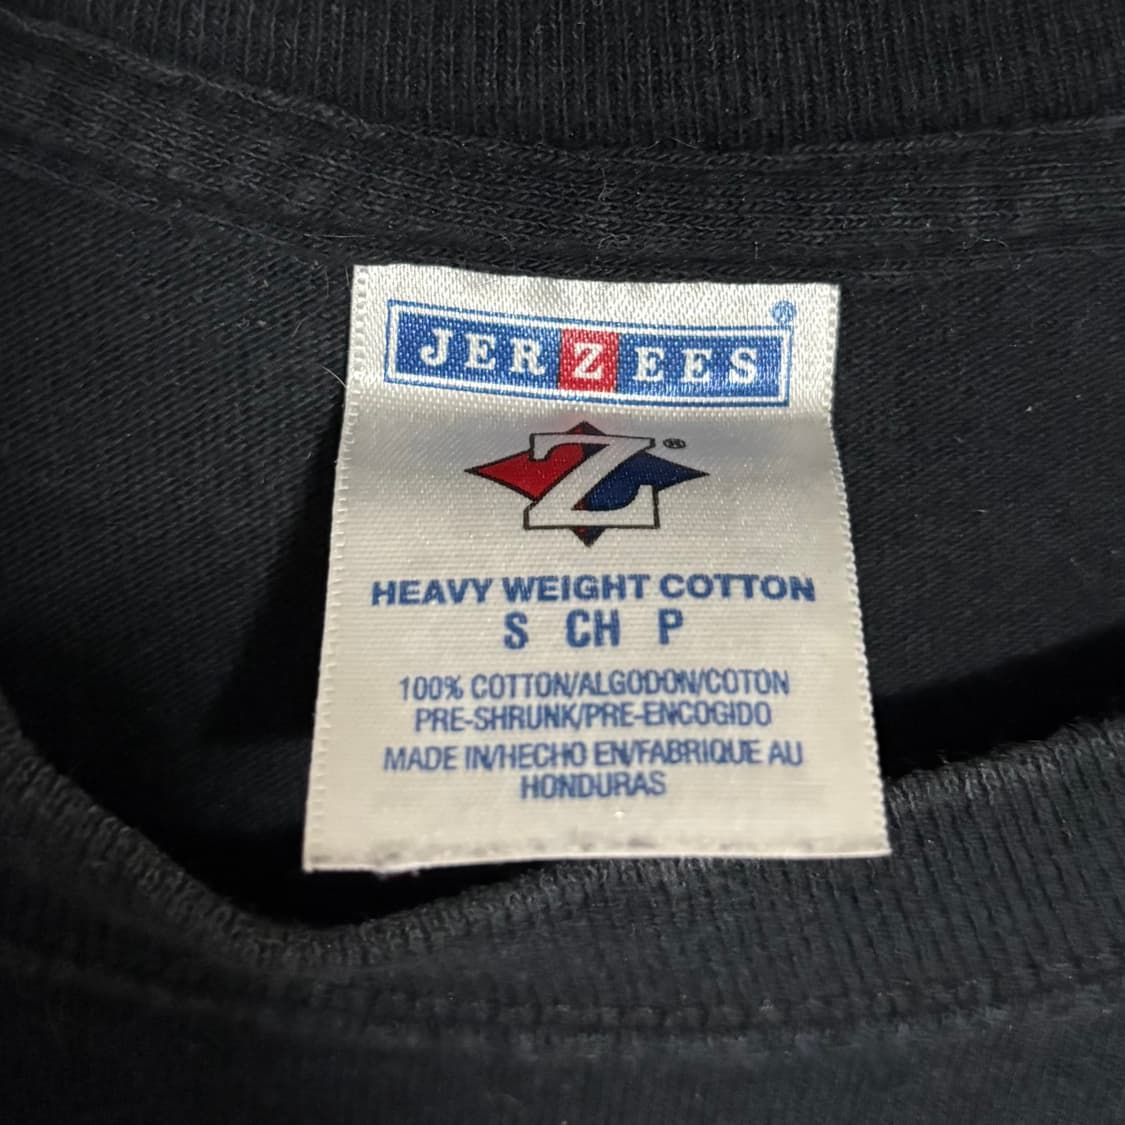 JERZEES®
Z®
HEAVY WEIGHT COTTON
S CH P
100% COTTON/ALGODON/COTON
PRE-SHRUNK/PRE-ENCOGIDO
MADE IN/HECHO EN/FABRIQUE AU
HONDURAS